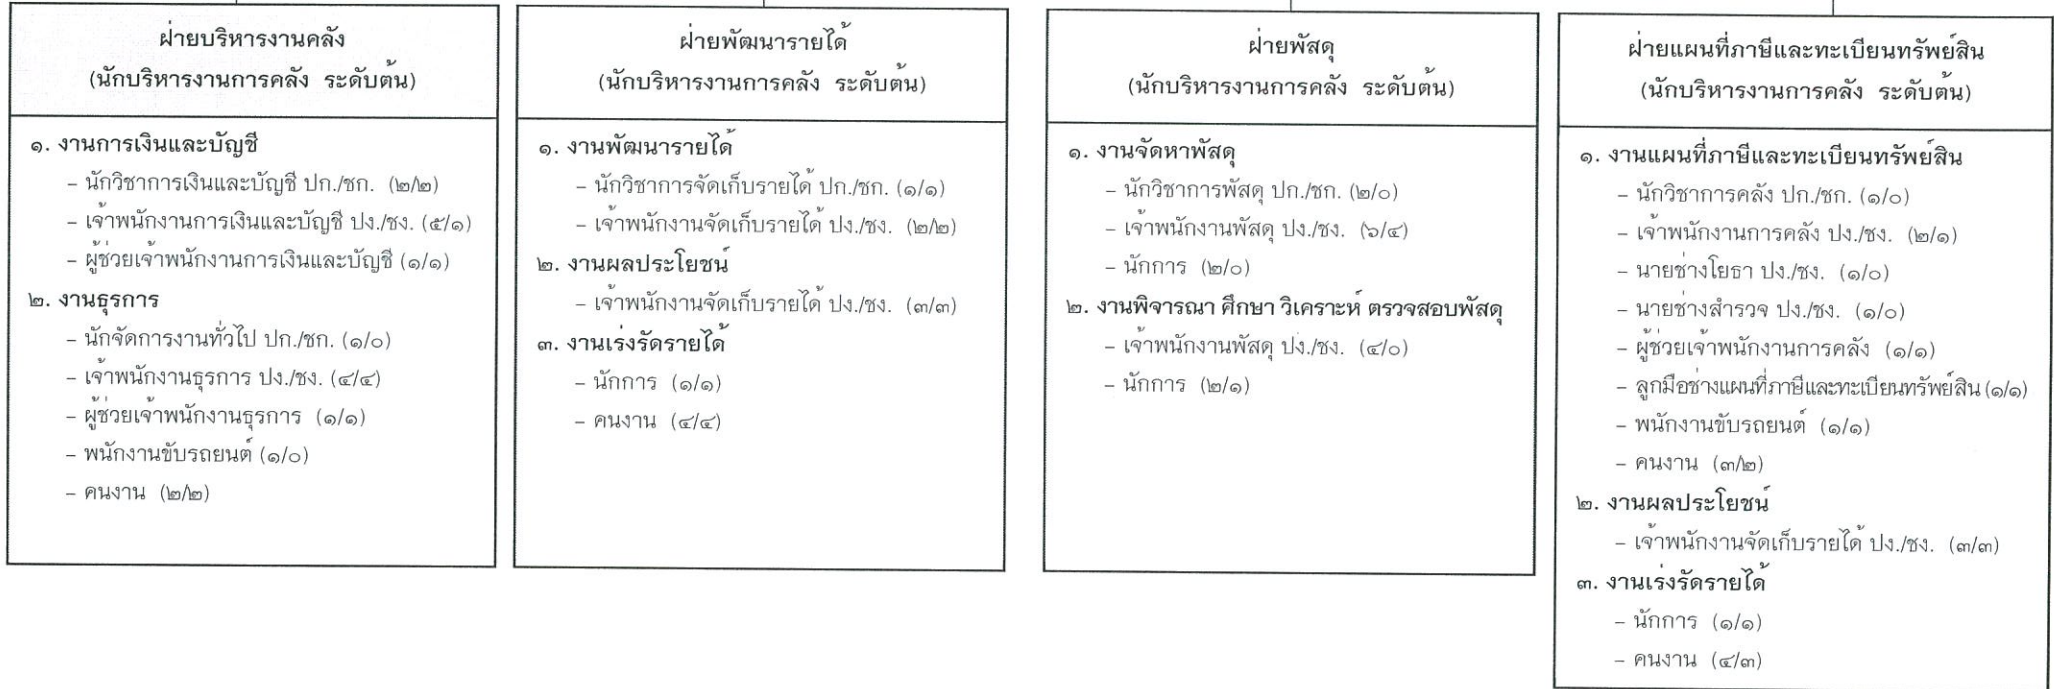 ฝ่ายบริหารงานคลัง
(นักบริหารงานการคลัง ระดับต้น)
๑. งานการเงินและบัญชี
– นักวิชาการเงินและบัญชี ปก./ชก. (๒/๒)
– เจ้าพนักงานการเงินและบัญชี ปง./ชง. (๕/๑)
– ผู้ช่วยเจ้าพนักงานการเงินและบัญชี (๑/๑)
๒. งานธุรการ
– นักจัดการงานทั่วไป ปก./ชก. (๑/๐)
– เจ้าพนักงานธุรการ ปง./ชง. (๔/๔)
– ผู้ช่วยเจ้าพนักงานธุรการ (๑/๑)
– พนักงานขับรถยนต์ (๑/๐)
– คนงาน (๒/๒)
ฝ่ายพัฒนารายได้
(นักบริหารงานการคลัง ระดับต้น)
๑. งานพัฒนารายได้
– นักวิชาการจัดเก็บรายได้ ปก./ชก. (๑/๑)
– เจ้าพนักงานจัดเก็บรายได้ ปง./ชง. (๒/๒)
๒. งานผลประโยชน์
– เจ้าพนักงานจัดเก็บรายได้ ปง./ชง. (๓/๓)
๓. งานเร่งรัดรายได้
– นักการ (๑/๑)
– คนงาน (๔/๔)
ฝ่ายพัสดุ
(นักบริหารงานการคลัง ระดับต้น)
๑. งานจัดหาพัสดุ
– นักวิชาการพัสดุ ปก./ชก. (๒/๐)
– เจ้าพนักงานพัสดุ ปง./ชง. (๖/๔)
– นักการ (๒/๐)
๒. งานพิจารณา ศึกษา วิเคราะห์ ตรวจสอบพัสดุ
– เจ้าพนักงานพัสดุ ปง./ชง. (๔/๐)
– นักการ (๒/๑)
ฝ่ายแผนที่ภาษีและทะเบียนทรัพย์สิน
(นักบริหารงานการคลัง ระดับต้น)
๑. งานแผนที่ภาษีและทะเบียนทรัพย์สิน
– นักวิชาการคลัง ปก./ชก. (๑/๐)
– เจ้าพนักงานการคลัง ปง./ชง. (๒/๑)
– นายช่างโยธา ปง./ชง. (๑/๐)
– นายช่างสำรวจ ปง./ชง. (๑/๐)
– ผู้ช่วยเจ้าพนักงานการคลัง (๑/๑)
– ลูกมือช่างแผนที่ภาษีและทะเบียนทรัพย์สิน (๑/๑)
– พนักงานขับรถยนต์ (๑/๑)
– คนงาน (๓/๒)
๒. งานผลประโยชน์
– เจ้าพนักงานจัดเก็บรายได้ ปง./ชง. (๓/๓)
๓. งานเร่งรัดรายได้
– นักการ (๑/๑)
– คนงาน (๔/๓)